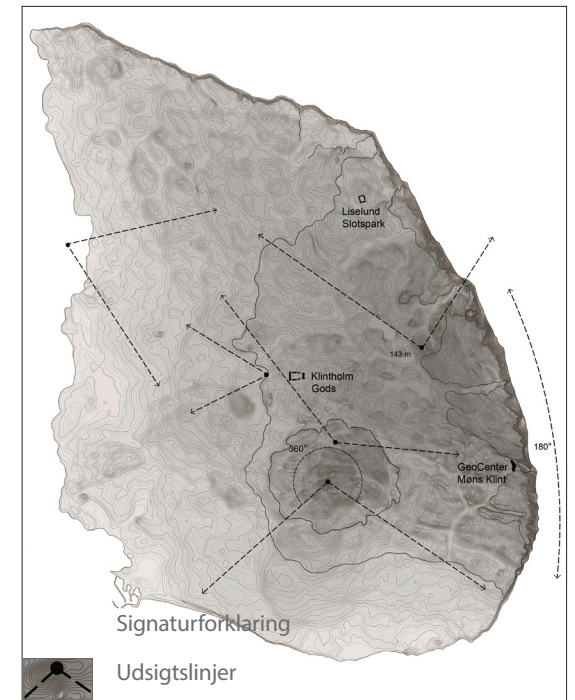 Liselund
Slotspark
143 m
Klintholm
Gods
360°
180°
GeoCenter
Møns Klint
Signaturforklaring
Udsigtslinjer